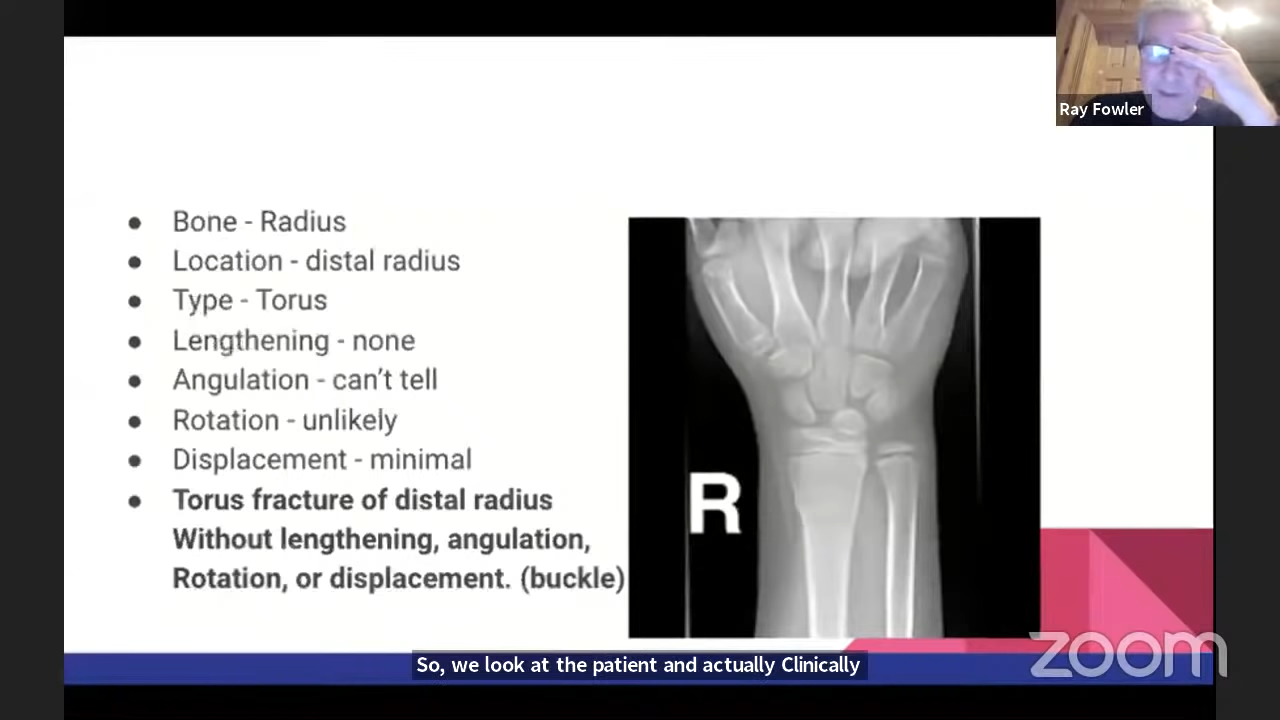 Ray Fowler
Bone - Radius
Location - distal radius
Type - Torus
Lengthening - none
Angulation - can't tell
Rotation - unlikely
Displacement - minimal
Torus fracture of distal radius
Without lengthening, angulation,
Rotation, or displacement. (buckle)
R
So, we look at the patient and actually Clinically
zoom